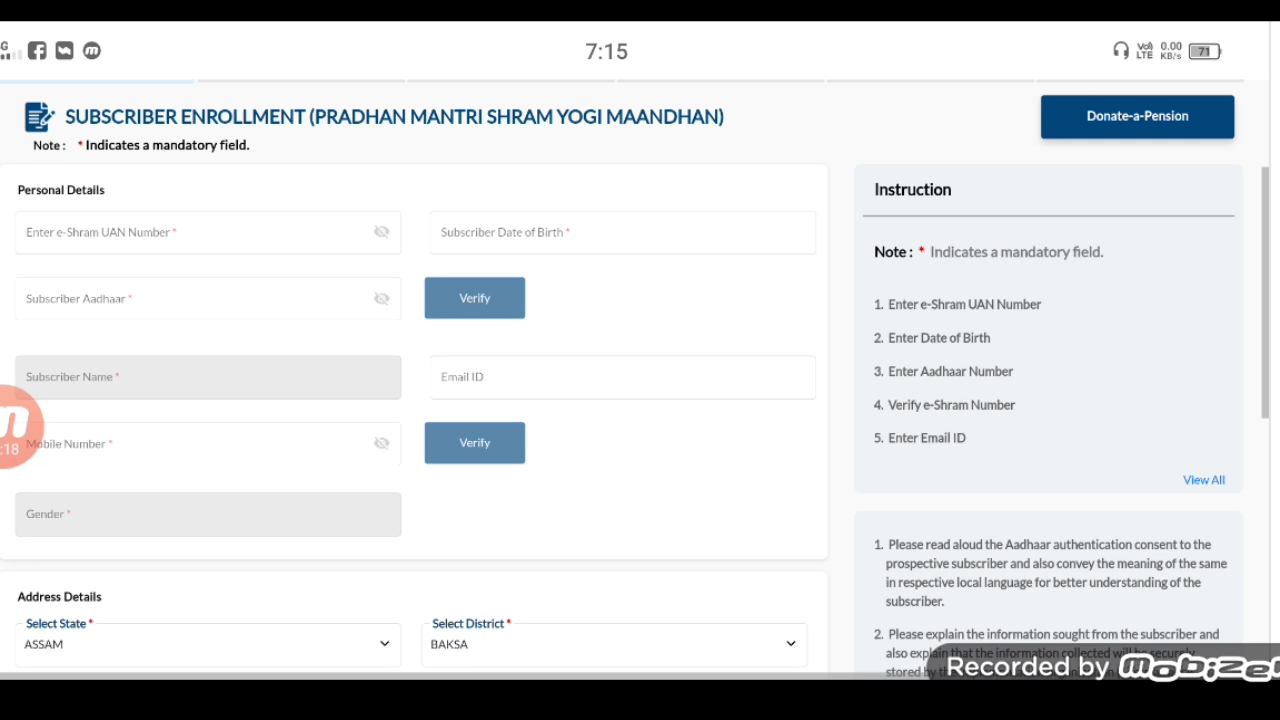 G
7:15
Vo)) 0.00
LTE KB/s 71
SUBSCRIBER ENROLLMENT (PRADHAN MANTRI SHRAM YOGI MAANDHAN)
Donate-a-Pension
Note : * Indicates a mandatory field.
Personal Details
Enter e-Shram UAN Number *
Subscriber Date of Birth *
Subscriber Aadhaar *
Verify
Subscriber Name *
Email ID
:18
Mobile Number *
Verify
Gender *
Address Details
Select State *
ASSAM
Select District *
BAKSA
Instruction
Note : * Indicates a mandatory field.
1. Enter e-Shram UAN Number
2. Enter Date of Birth
3. Enter Aadhaar Number
4. Verify e-Shram Number
5. Enter Email ID
View All
1. Please read aloud the Aadhaar authentication consent to the
prospective subscriber and also convey the meaning of the same
in respective local language for better understanding of the
subscriber.
2. Please explain the information sought from the subscriber and
also explain that the information collected will be securely
stored by
Recorded by Mobizen